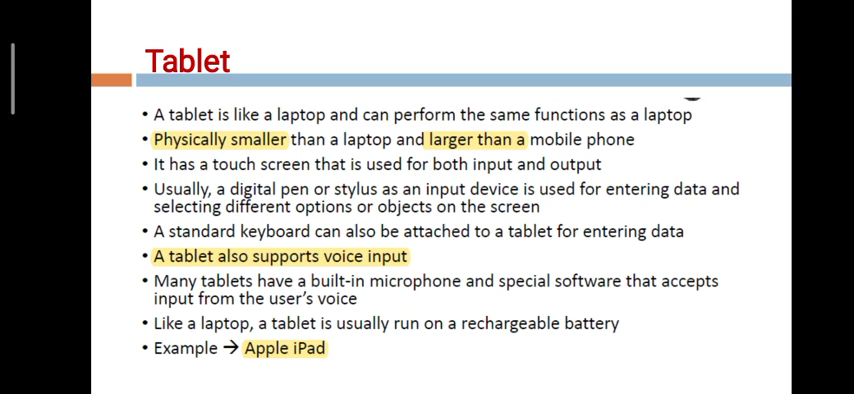 Tablet
• A tablet is like a laptop and can perform the same functions as a laptop
• Physically smaller than a laptop and larger than a mobile phone
• It has a touch screen that is used for both input and output
• Usually, a digital pen or stylus as an input device is used for entering data and
selecting different options or objects on the screen
• A standard keyboard can also be attached to a tablet for entering data
• A tablet also supports voice input
• Many tablets have a built-in microphone and special software that accepts
input from the user's voice
• Like a laptop, a tablet is usually run on a rechargeable battery
• Example → Apple iPad